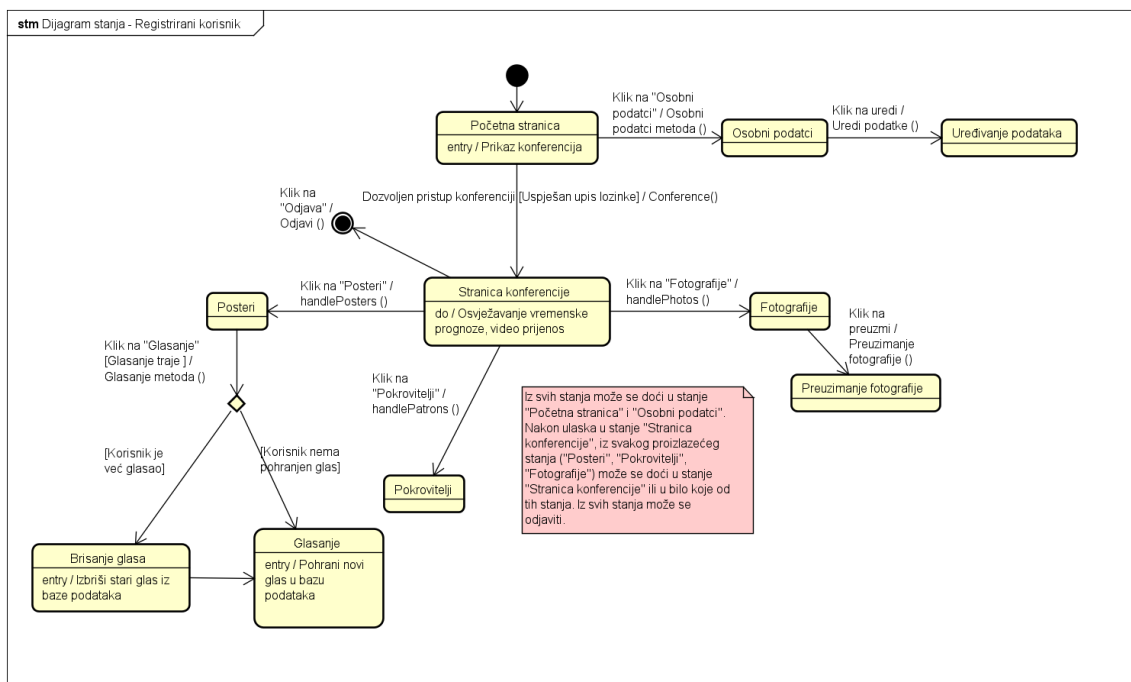 stm Dijagram stanja - Registrirani korisnik
Početna stranica
entry / Prikaz konferencija
Klik na "Osobni
podatci" / Osobni
podatci metoda ()
Osobni podatci
Klik na uredi /
Uredi podatke ()
Uređivanje podataka
Dozvoljen pristup konferenciji [Uspješan upis lozinke] / Conference()
Klik na
"Odjava" /
Odjavi ()
Stranica konferencije
do / Osvježavanje vremenske
prognoze, video prijenos
Klik na "Posteri" /
handlePosters ()
Posteri
Klik na "Fotografije" /
handlePhotos ()
Fotografije
Klik na
preuzmi /
Preuzimanje
fotografije ()
Preuzimanje fotografije
Klik na "Glasanje"
[Glasanje traje ] /
Glasanje metoda ()
Klik na
"Pokrovitelji" /
handlePatrons ()
Pokrovitelji
Iz svih stanja može se doći u stanje
"Početna stranica" i "Osobni podatci".
Nakon ulaska u stanje "Stranica
konferencije", iz svakog proizlazećeg
stanja ("Posteri", "Pokrovitelji",
"Fotografije") može se doći u stanje
"Stranica konferencije" ili u bilo koje od
tih stanja. Iz svih stanja može se
odjaviti.
[Korisnik je
već glasao]
[Korisnik nema
pohranjen glas]
Brisanje glasa
entry / Izbriši stari glas iz
baze podataka
Glasanje
entry / Pohrani novi
glas u bazu
podataka